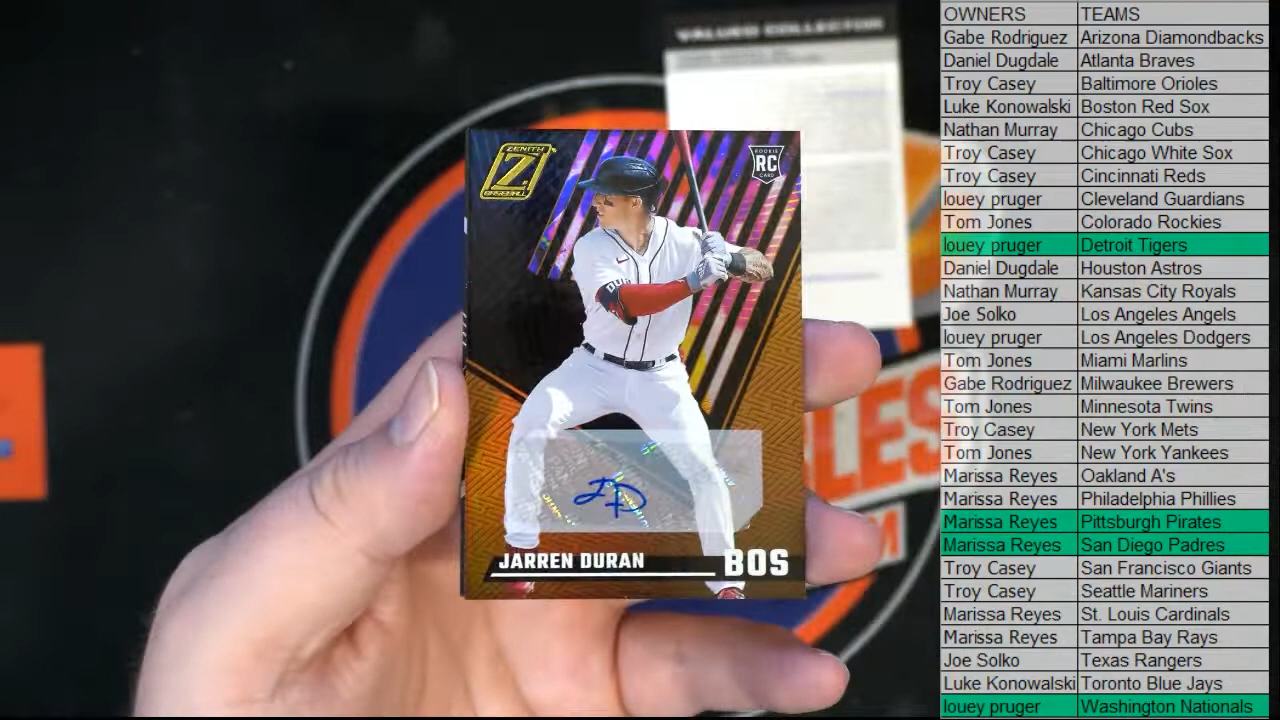 VALUED COLLECTOR
ZENITH
Z
BASEBALL
ROOKIE
RC
CARD
JARREN DURAN
BOS
LES
OWNERS TEAMS
Gabe Rodriguez Arizona Diamondbacks
Daniel Dugdale Atlanta Braves
Troy Casey Baltimore Orioles
Luke Konowalski Boston Red Sox
Nathan Murray Chicago Cubs
Troy Casey Chicago White Sox
Troy Casey Cincinnati Reds
louey pruger Cleveland Guardians
Tom Jones Colorado Rockies
louey pruger Detroit Tigers
Daniel Dugdale Houston Astros
Nathan Murray Kansas City Royals
Joe Solko Los Angeles Angels
louey pruger Los Angeles Dodgers
Tom Jones Miami Marlins
Gabe Rodriguez Milwaukee Brewers
Tom Jones Minnesota Twins
Troy Casey New York Mets
Tom Jones New York Yankees
Marissa Reyes Oakland A's
Marissa Reyes Philadelphia Phillies
Marissa Reyes Pittsburgh Pirates
Marissa Reyes San Diego Padres
Troy Casey San Francisco Giants
Troy Casey Seattle Mariners
Marissa Reyes St. Louis Cardinals
Marissa Reyes Tampa Bay Rays
Joe Solko Texas Rangers
Luke Konowalski Toronto Blue Jays
louey pruger Washington Nationals